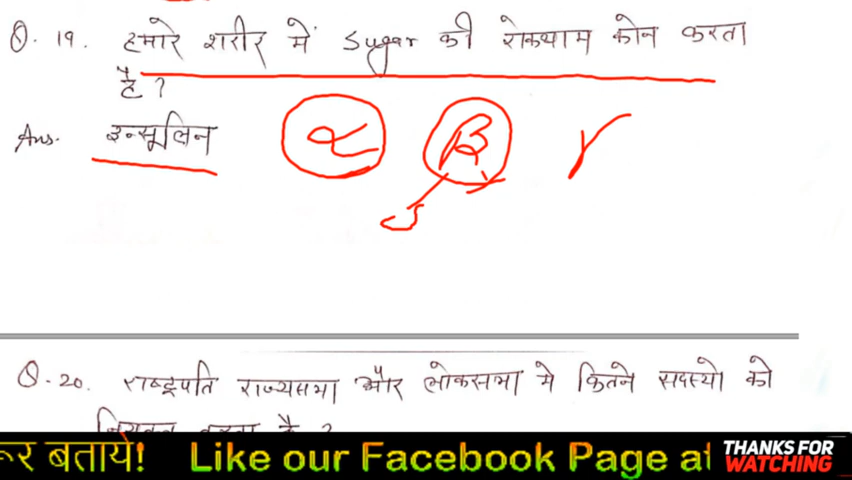 Q. 19. हमारे शरीर में Sugar की रोकथाम कोन करता
है ?
Ans. इन्सूलिन
α β γ
Q. 20. राष्ट्रपति राज्यसभा और लोकसभा मे कितने सदस्यो को
है ?
रूर बताये! Like our Facebook Page at
THANKS FOR
WATCHING